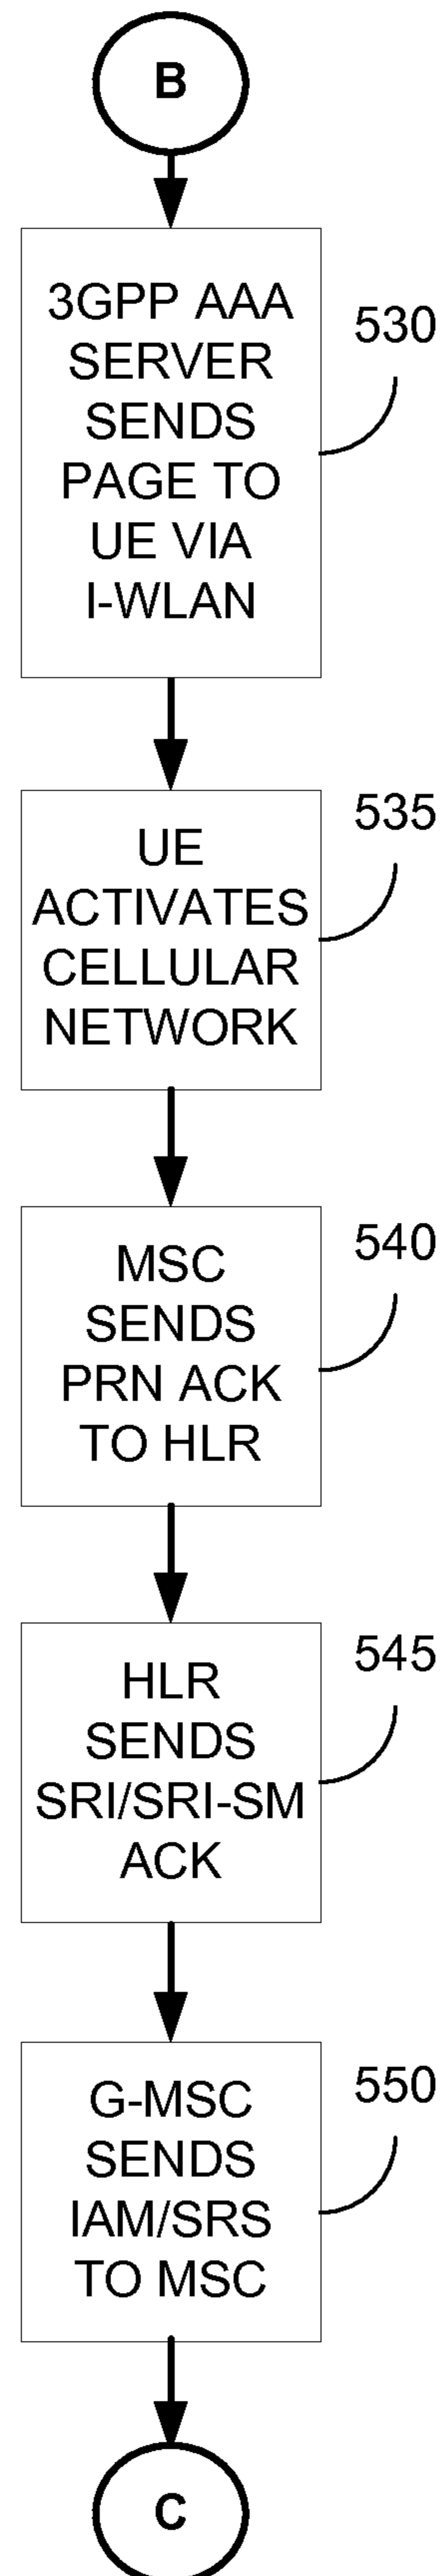 B
3GPP AAA
SERVER
SENDS
PAGE TO
UE VIA
I-WLAN
530
UE
ACTIVATES
CELLULAR
NETWORK
535
MSC
SENDS
PRN ACK
TO HLR
540
HLR
SENDS
SRI/SRI-SM
ACK
545
G-MSC
SENDS
IAM/SRS
TO MSC
550
C